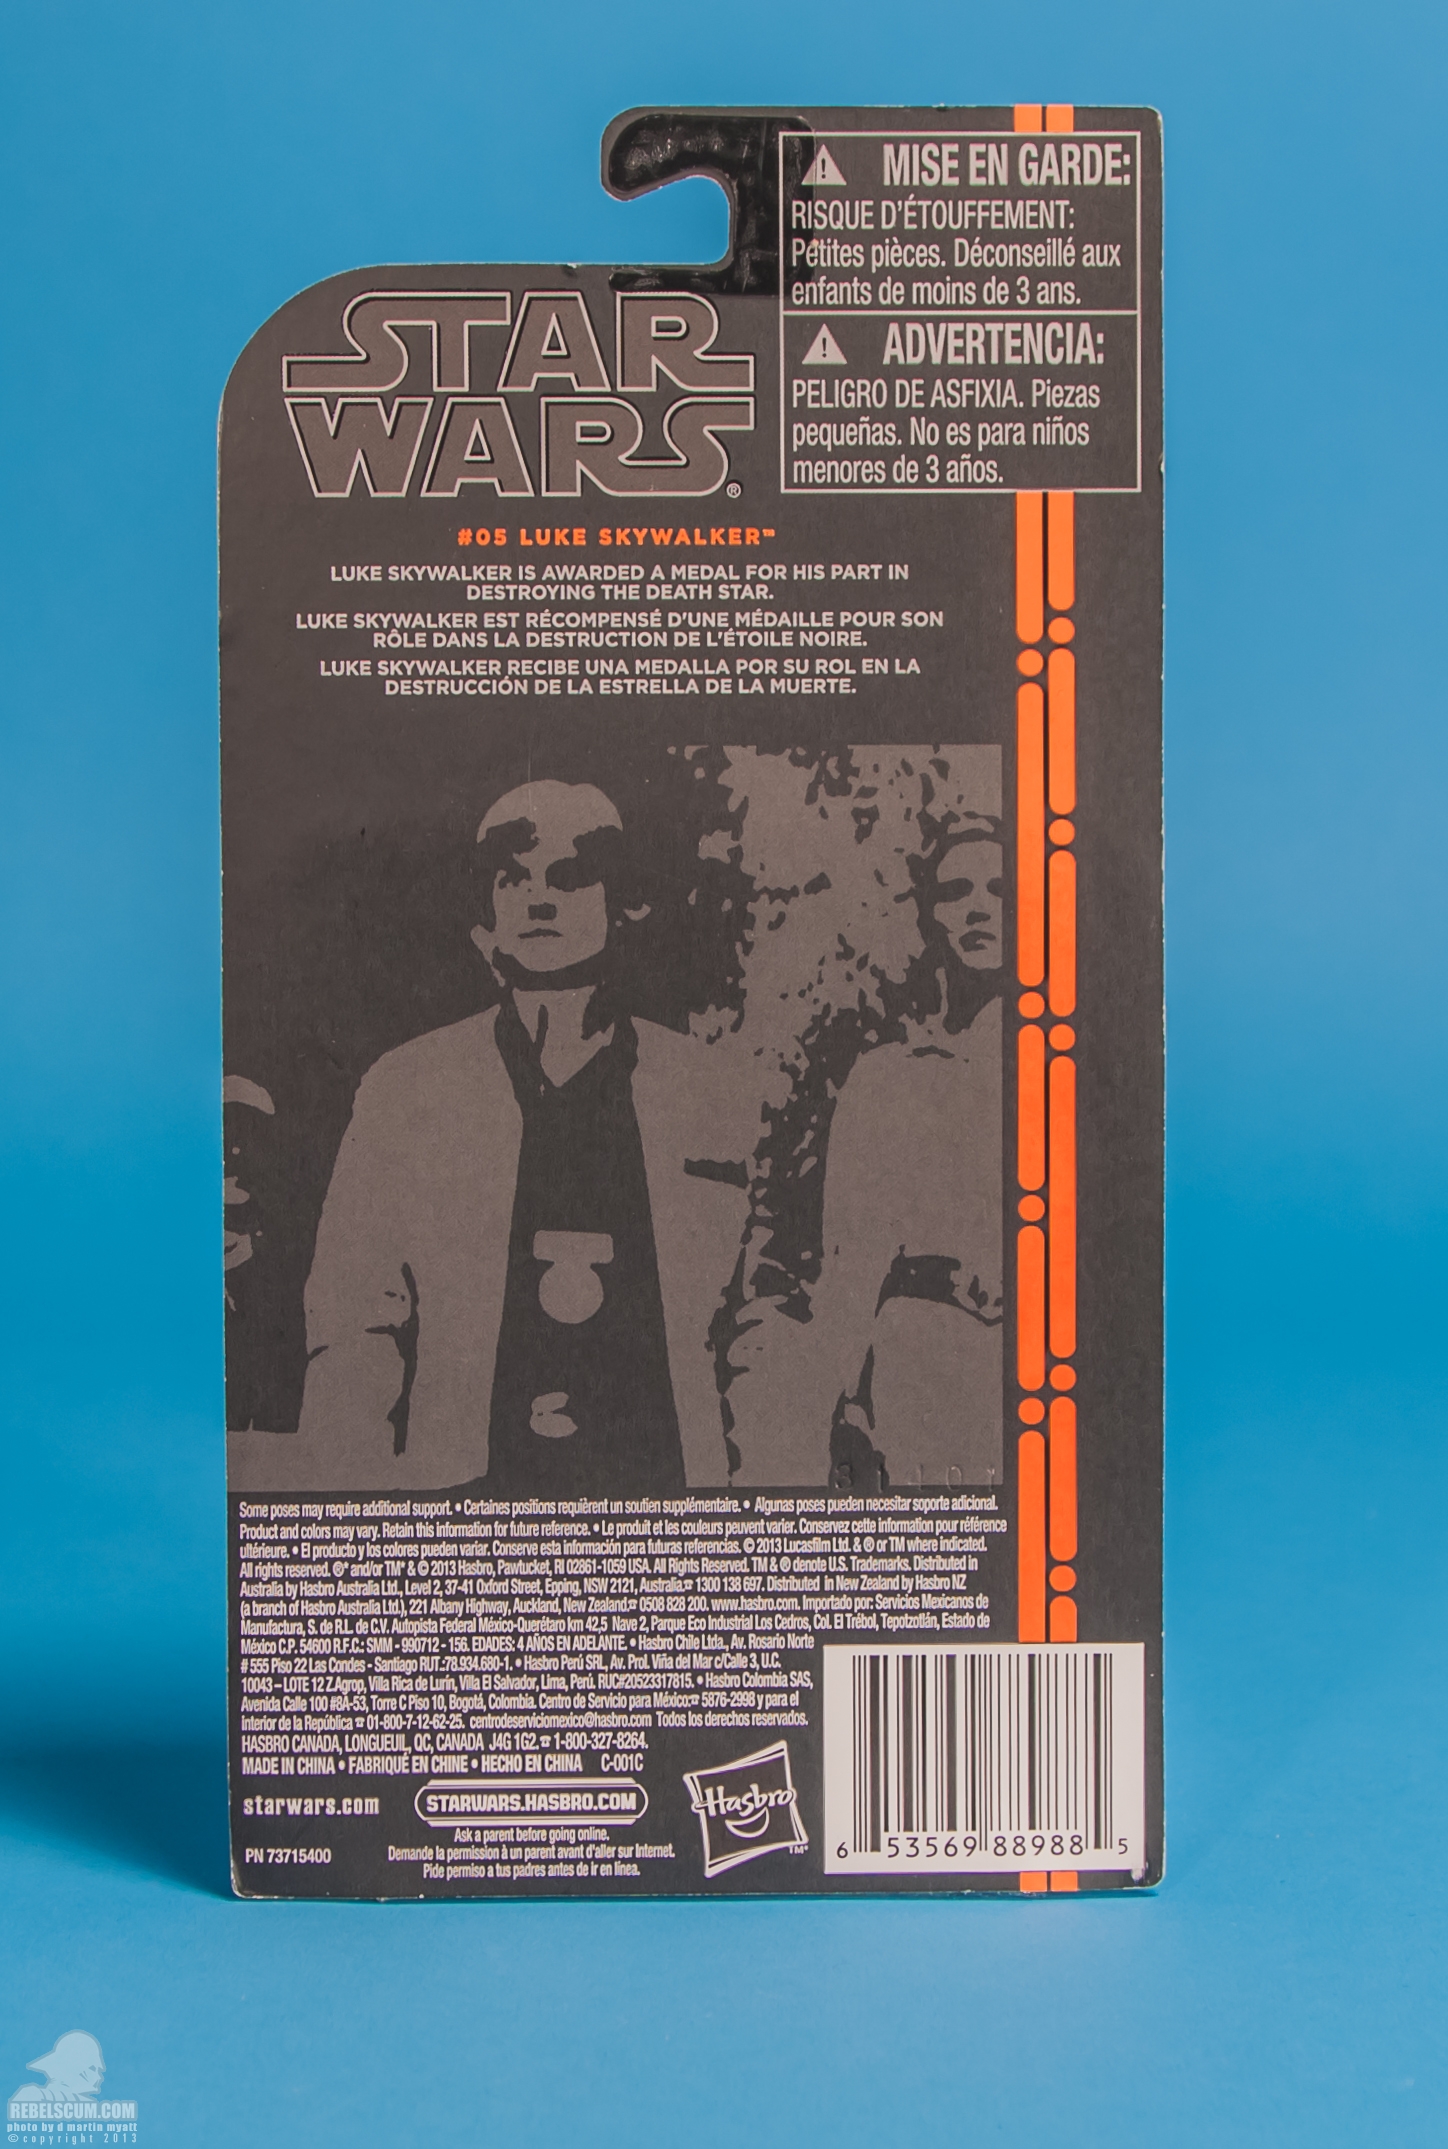 MISE EN GARDE:
RISQUE D'ÉTOUFFEMENT:
Petites pièces. Déconseillé aux
enfants de moins de 3 ans.
ADVERTENCIA:
PELIGRO DE ASFIXIA. Piezas
pequeñas. No es para niños
menores de 3 años.
STAR
WARS®
#05 LUKE SKYWALKER™
LUKE SKYWALKER IS AWARDED A MEDAL FOR HIS PART IN
DESTROYING THE DEATH STAR.
LUKE SKYWALKER EST RÉCOMPENSÉ D'UNE MÉDAILLE POUR SON
RÔLE DANS LA DESTRUCTION DE L'ÉTOILE NOIRE.
LUKE SKYWALKER RECIBE UNA MEDALLA POR SU ROL EN LA
DESTRUCCIÓN DE LA ESTRELLA DE LA MUERTE.
Some poses may require additional support. • Certaines positions requièrent un soutien supplémentaire. • Algunas poses pueden necesitar soporte adicional.
Product and colors may vary. Retain this information for future reference. • Le produit et les couleurs peuvent varier. Conservez cette information pour référence
ultérieure. • El producto y los colores pueden variar. Conserve esta información para futuras referencias. © 2013 Lucasfilm Ltd. & ® or TM where indicated.
All rights reserved. ®* and/or TM* & © 2013 Hasbro, Pawtucket, RI 02861-1059 USA. All Rights Reserved. TM & ® denote U.S. Trademarks. Distributed in
Australia by Hasbro Australia Ltd., Level 2, 37-41 Oxford Street, Epping, NSW 2121, Australia.☎ 1300 138 697. Distributed in New Zealand by Hasbro NZ
(a branch of Hasbro Australia Ltd.), 221 Albany Highway, Auckland, New Zealand.☎ 0508 828 200. www.hasbro.com. Importado por: Servicios Mexicanos de
Manufactura, S. de R.L. de C.V. Autopista Federal México-Querétaro km 42,5 Nave 2, Parque Eco Industrial Los Cedros, Col. El Trébol, Tepotzotlán, Estado de
México C.P. 54600 R.F.C.: SMM - 990712 - 156. EDADES: 4 AÑOS EN ADELANTE. • Hasbro Chile Ltda., Av. Rosario Norte
# 555 Piso 22 Las Condes - Santiago RUT.:78.934.680-1. • Hasbro Perú SRL, Av. Prol. Viña del Mar c/Calle 3, U.C.
10043 – LOTE 12 Z.Agrop, Villa Rica de Lurín, Villa El Salvador, Lima, Perú. RUC#20523317815. • Hasbro Colombia SAS,
Avenida Calle 100 #8A-53, Torre C Piso 10, Bogotá, Colombia. Centro de Servicio para México:☎ 5876-2998 y para el
interior de la República ☎ 01-800-7-12-62-25. centrodeserviciomexico@hasbro.com Todos los derechos reservados.
HASBRO CANADA, LONGUEUIL, QC, CANADA J4G 1G2. ☎ 1-800-327-8264.
MADE IN CHINA • FABRIQUÉ EN CHINE • HECHO EN CHINA C-001C
starwars.com
STARWARS.HASBRO.COM
Ask a parent before going online.
Demande la permission à un parent avant d'aller sur Internet.
Pide permiso a tus padres antes de ir en línea.
PN 73715400
Hasbro
TM*
6 53569 88988 5
REBELSCUM.COM
photo by d martin myatt
© copyright 2013